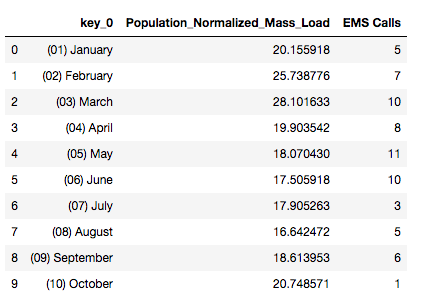 key_0 Population_Normalized_Mass_Load EMS Calls
0 (01) January 20.155918 5
1 (02) February 25.738776 7
2 (03) March 28.101633 10
3 (04) April 19.903542 8
4 (05) May 18.070430 11
5 (06) June 17.505918 10
6 (07) July 17.905263 3
7 (08) August 16.642472 5
8 (09) September 18.613953 6
9 (10) October 20.748571 1